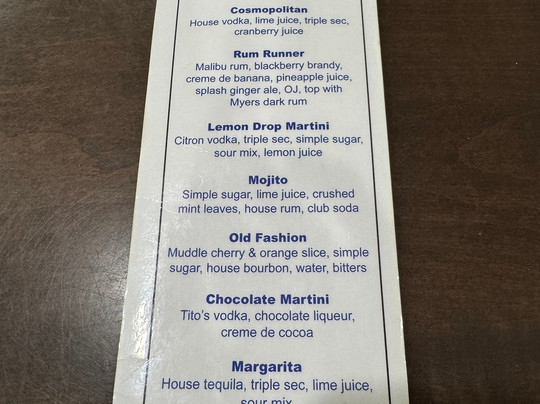 Cosmopolitan
House vodka, lime juice, triple sec,
cranberry juice
Rum Runner
Malibu rum, blackberry brandy,
creme de banana, pineapple juice,
splash ginger ale, OJ, top with
Myers dark rum
Lemon Drop Martini
Citron vodka, triple sec, simple sugar,
sour mix, lemon juice
Mojito
Simple sugar, lime juice, crushed
mint leaves, house rum, club soda
Old Fashion
Muddle cherry & orange slice, simple
sugar, house bourbon, water, bitters
Chocolate Martini
Tito's vodka, chocolate liqueur,
creme de cocoa
Margarita
House tequila, triple sec, lime juice,
sour mix